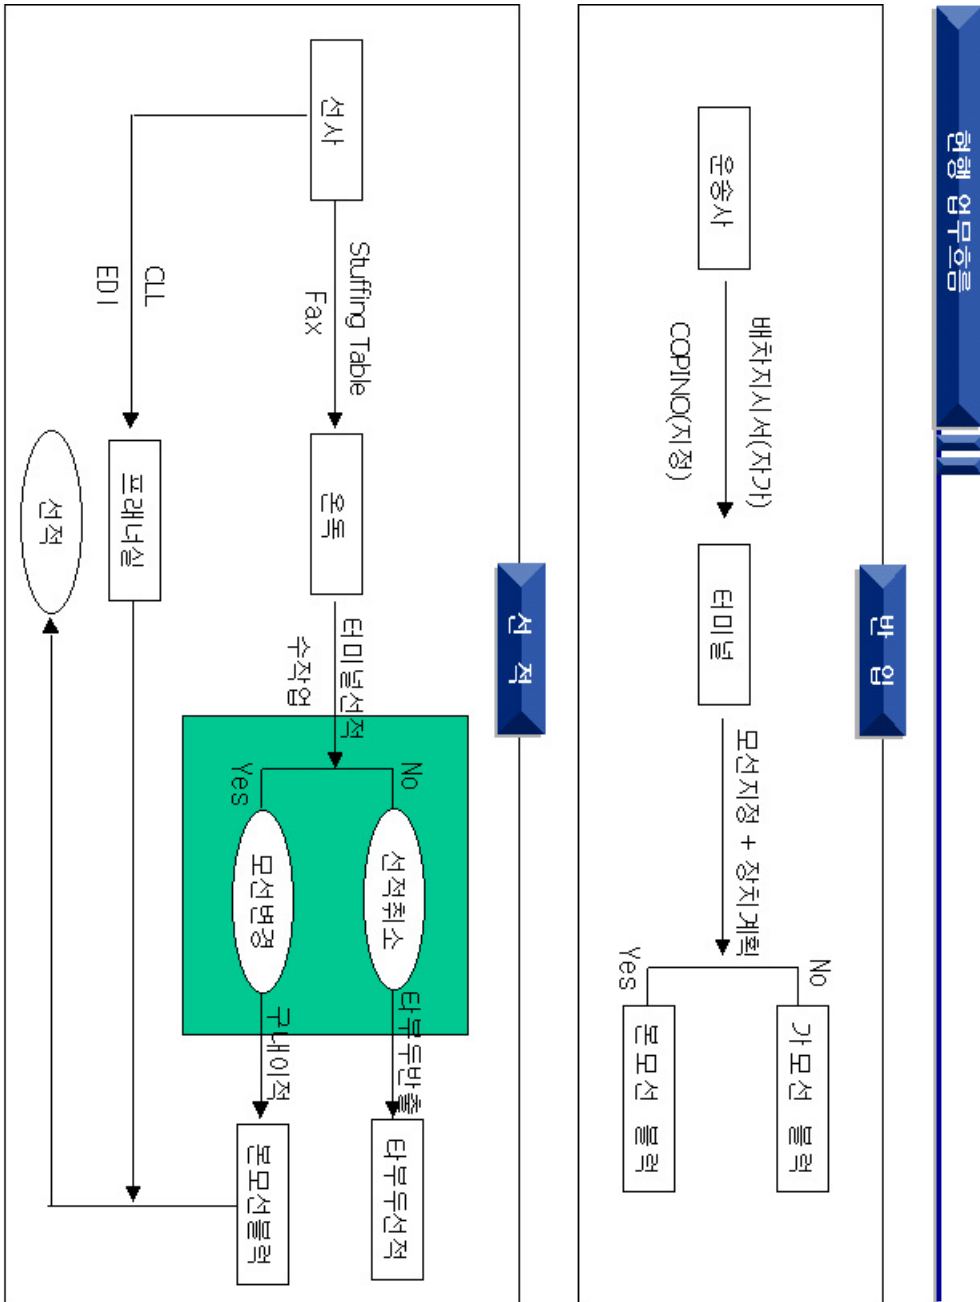 현행 업무흐름
반 입
운송사
배차지시서(자가)
COPINO(지정)
터미널
모선지정 + 장치계획
No
Yes
가모선 블럭
본모선 블럭
선 적
선사
Stuffing Table
Fax
CLL
EDI
온독
프래너실
선적
터미널선적
수작업
No
Yes
선적취소
모선변경
타부두반출
구내이적
타부두선적
본모선블럭